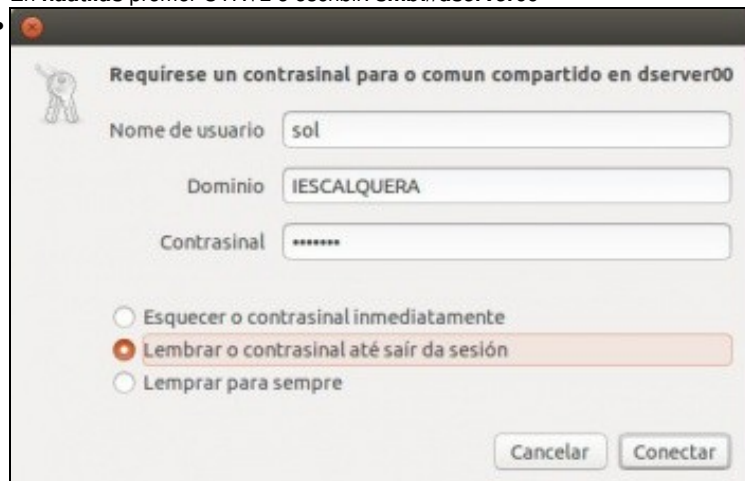 Requírese un contrasinal para o comun compartido en dserver00
Nome de usuario sol
Dominio IESCALQUERA
Contrasinal •••••••
Esquecer o contrasinal inmediatamente
Lembrar o contrasinal até saír da sesión
Lemprar para sempre
Cancelar Conectar